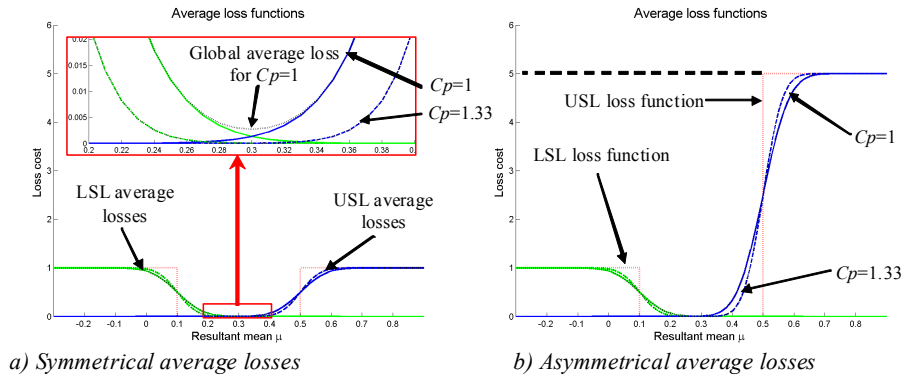 Average loss functions
6
5
4
3
2
1
0
Loss cost
0.02
0.015
0.01
0.005
0
0.2 0.22 0.24 0.26 0.28 0.3 0.32 0.34 0.36 0.38 0.4
Global average loss
for Cp=1
Cp=1
Cp=1.33
LSL average
losses
USL average
losses
-0.2 -0.1 0 0.1 0.2 0.3 0.4 0.5 0.6 0.7 0.8
Resultant mean μ
a) Symmetrical average losses
Average loss functions
6
5
4
3
2
1
0
Loss cost
USL loss function
Cp=1
LSL loss function
Cp=1.33
-0.2 -0.1 0 0.1 0.2 0.3 0.4 0.5 0.6 0.7 0.8
Resultant mean μ
b) Asymmetrical average losses